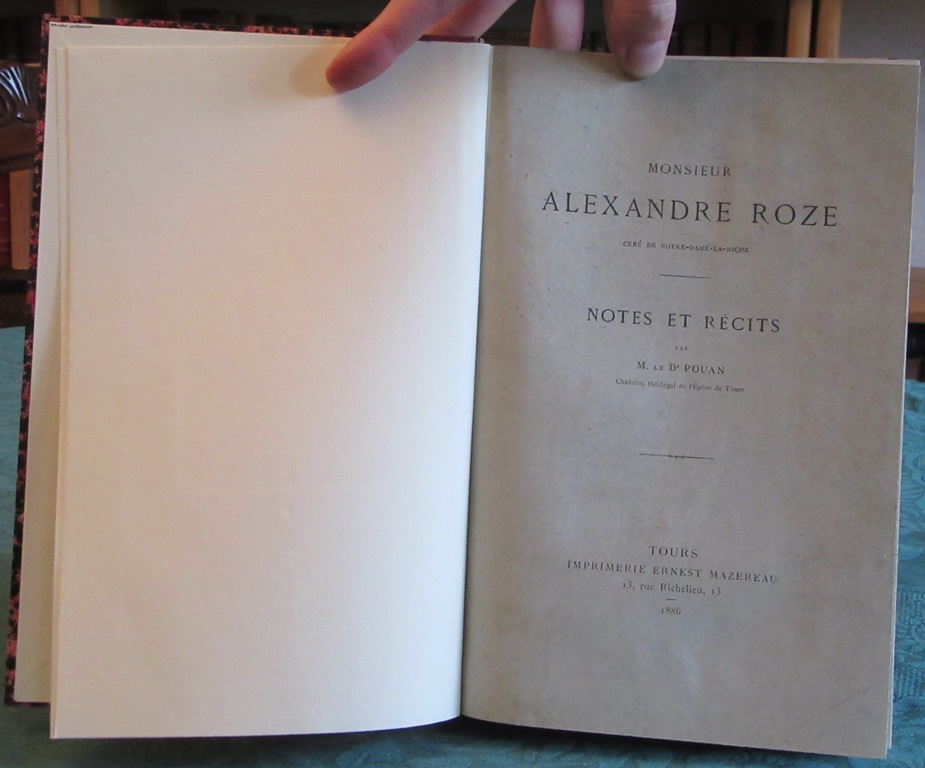 MONSIEUR
ALEXANDRE ROZE
CURÉ DE NOTRE-DAME-LA-RICHE
NOTES ET RÉCITS
PAR
M. LE Dr POUAN
Chanoine théologal de l'Église de Tours
TOURS
IMPRIMERIE ERNEST MAZEREAU
13, rue Richelieu, 13
1886